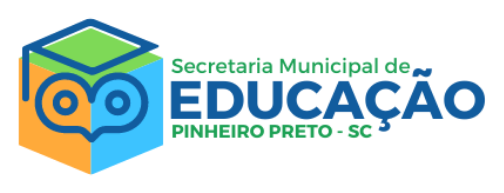 Secretaria Municipal de
EDUCAÇÃO
PINHEIRO PRETO - SC